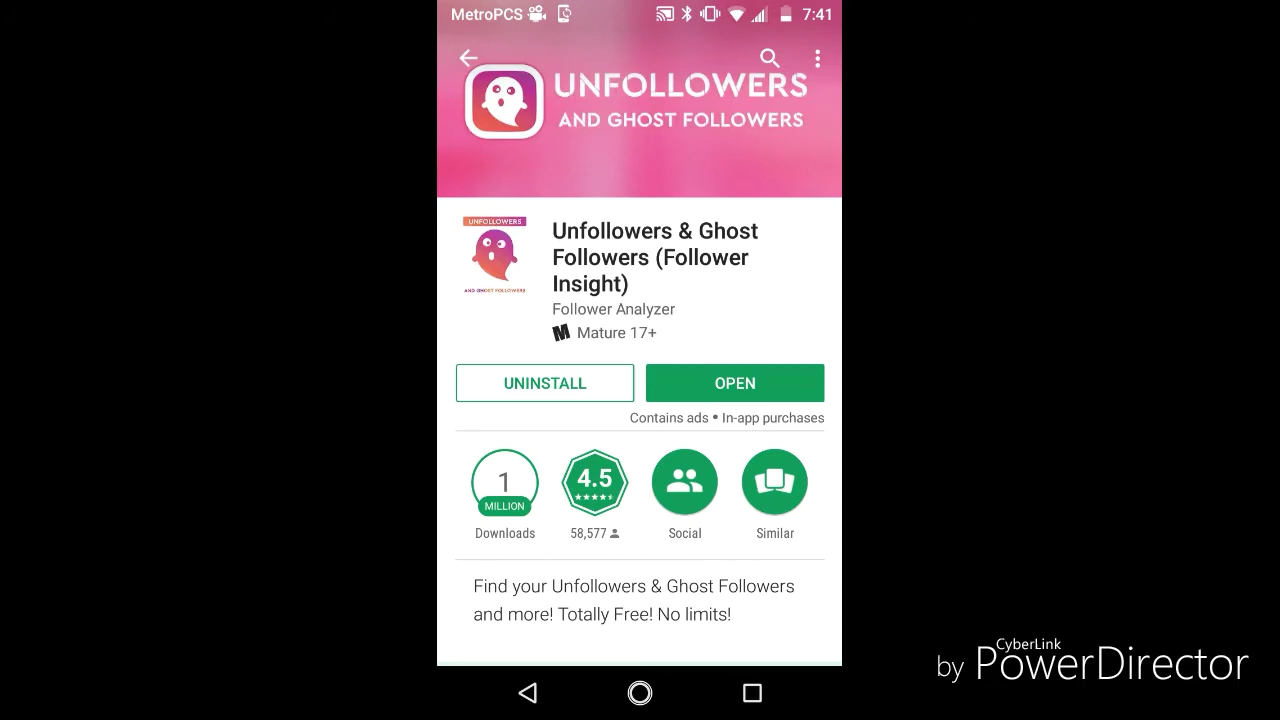 MetroPCS
7:41
UNFOLLOWERS
AND GHOST FOLLOWERS
UNFOLLOWERS
AND GHOST FOLLOWERS
Unfollowers & Ghost
Followers (Follower
Insight)
Follower Analyzer
Mature 17+
UNINSTALL
OPEN
Contains ads • In-app purchases
1
MILLION
Downloads
4.5
58,577
Social
Similar
Find your Unfollowers & Ghost Followers
and more! Totally Free! No limits!
CyberLink
by PowerDirector